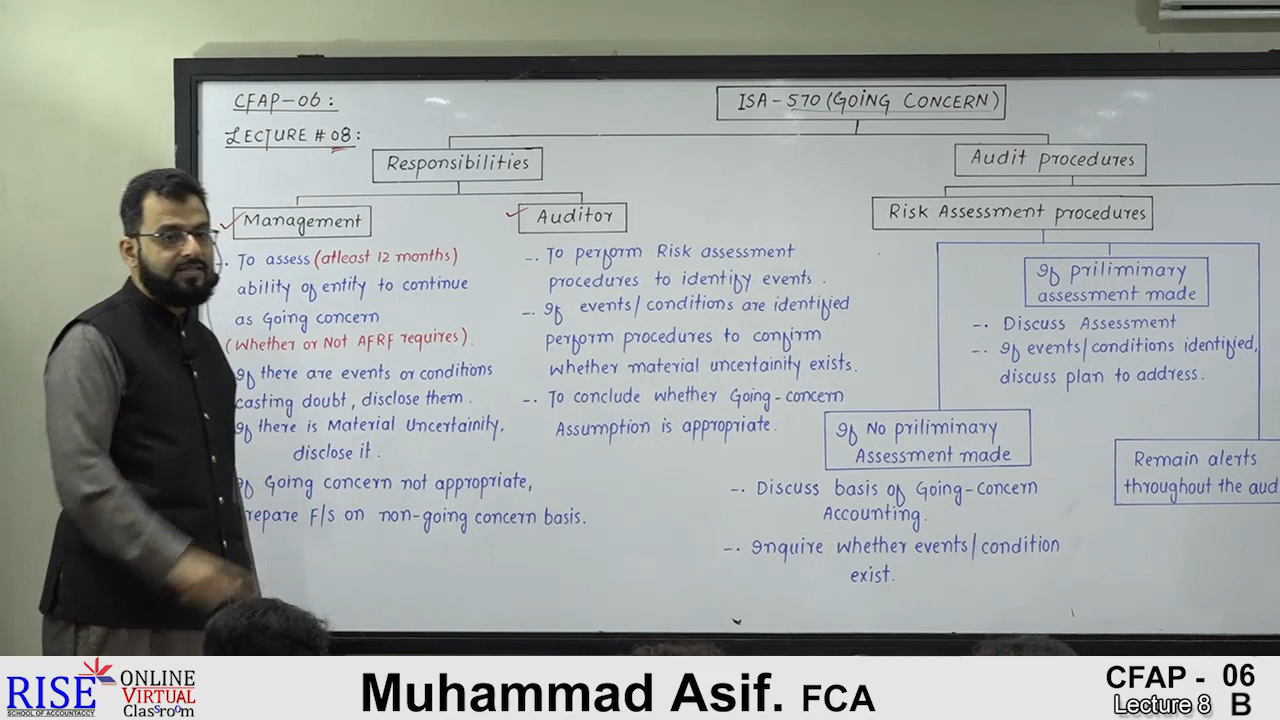 CFAP-06:
LECTURE # 08:
ISA-570 (GOING CONCERN)
Responsibilities
Management
-. To assess (atleast 12 months)
ability of entity to continue
as Going concern
(Whether or Not AFRF requires).
If there are events or conditions
casting doubt, disclose them.
If there is Material Uncertainity,
disclose it.
If Going concern not appropriate,
repare F/s on non-going concern basis.
Auditor
-. To perform Risk assessment
procedures to identify events.
-. If events/conditions are identified
perform procedures to confirm
whether material uncertainity exists.
-. To conclude whether Going-concern
Assumption is appropriate.
Audit procedures
Risk Assessment procedures
If priliminary
assessment made
-. Discuss Assessment
-. If events/conditions identified,
discuss plan to address.
If No priliminary
Assessment made
-. Discuss basis of Going-Concern
Accounting.
-. Inquire whether events/condition
exist.
Remain alerts
throughout the aud
RISE
SCHOOL OF ACCOUNTANCY
ONLINE
VIRTUAL
Classroom
Muhammad Asif. FCA
CFAP - 06
Lecture 8 B